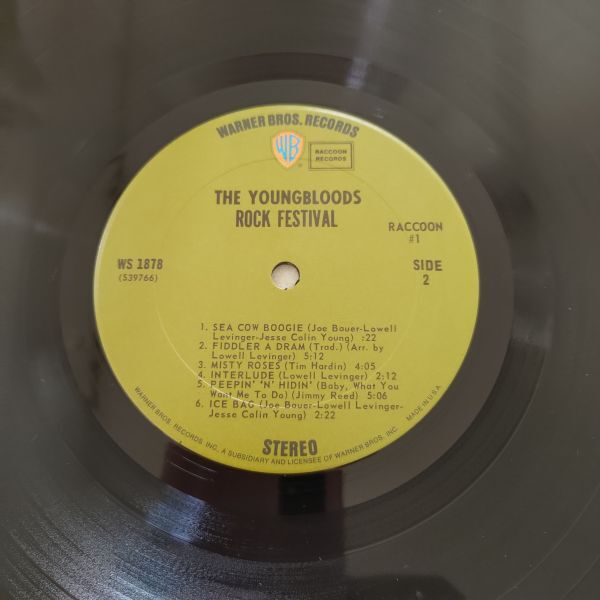 WARNER BROS. RECORDS
WB
RACCOON
RECORDS
THE YOUNGBLOODS
ROCK FESTIVAL
RACCOON
#1
WS 1878
(S39766)
SIDE
2
1. SEA COW BOOGIE (Joe Bauer-Lowell
Levinger-Jesse Colin Young) :22
2. FIDDLER A DRAM (Trad.) (Arr. by
Lowell Levinger) 5:12
3. MISTY ROSES (Tim Hardin) 4:05
4. INTERLUDE (Lowell Levinger) 2:12
5. PEEPIN' 'N' HIDIN' (Baby, What You
Want Me To Do) (Jimmy Reed) 5:06
6. ICE BAG (Joe Bauer-Lowell Levinger-
Jesse Colin Young) 2:22
STEREO
WARNER BROS. RECORDS, INC. A SUBSIDIARY AND LICENSEE OF WARNER BROS. INC.
MADE IN U.S.A.